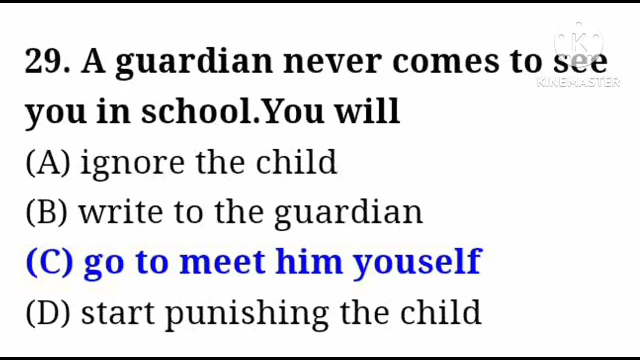 29. A guardian never comes to see
you in school.You will
(A) ignore the child
(B) write to the guardian
(C) go to meet him youself
(D) start punishing the child
K
KINEMASTER